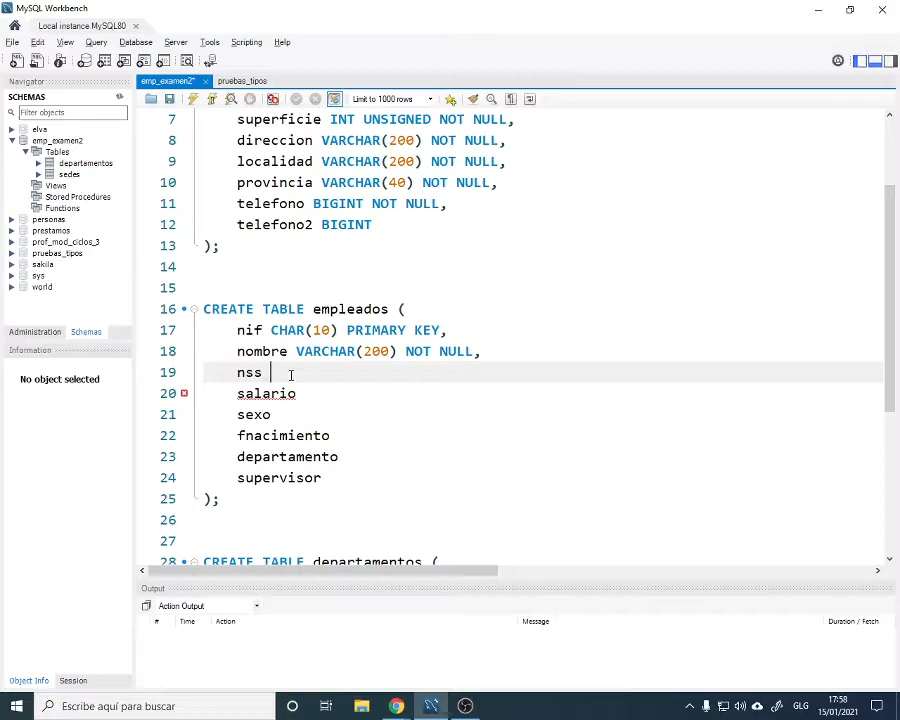 MySQL Workbench
Local instance MySQL80
File Edit View Query Database Server Tools Scripting Help
Navigator
SCHEMAS
Filter objects
elva
emp_examen2
Tables
departamentos
sedes
Views
Stored Procedures
Functions
personas
prestamos
prof_mod_ciclos_3
pruebas_tipos
sakila
sys
world
Administration Schemas
Information
No object selected
Object Info Session
emp_examen2* pruebas_tipos
Limit to 1000 rows
7 superficie INT UNSIGNED NOT NULL,
8 direccion VARCHAR(200) NOT NULL,
9 localidad VARCHAR(200) NOT NULL,
10 provincia VARCHAR(40) NOT NULL,
11 telefono BIGINT NOT NULL,
12 telefono2 BIGINT
13 );
14
15
16 CREATE TABLE empleados (
17 nif CHAR(10) PRIMARY KEY,
18 nombre VARCHAR(200) NOT NULL,
19 nss
20 salario
21 sexo
22 fnacimiento
23 departamento
24 supervisor
25 );
26
27
28 CREATE TABLE departamentos (
Output
Action Output
# Time Action Message Duration / Fetch
Escribe aquí para buscar
GLG
17:58
15/01/2021